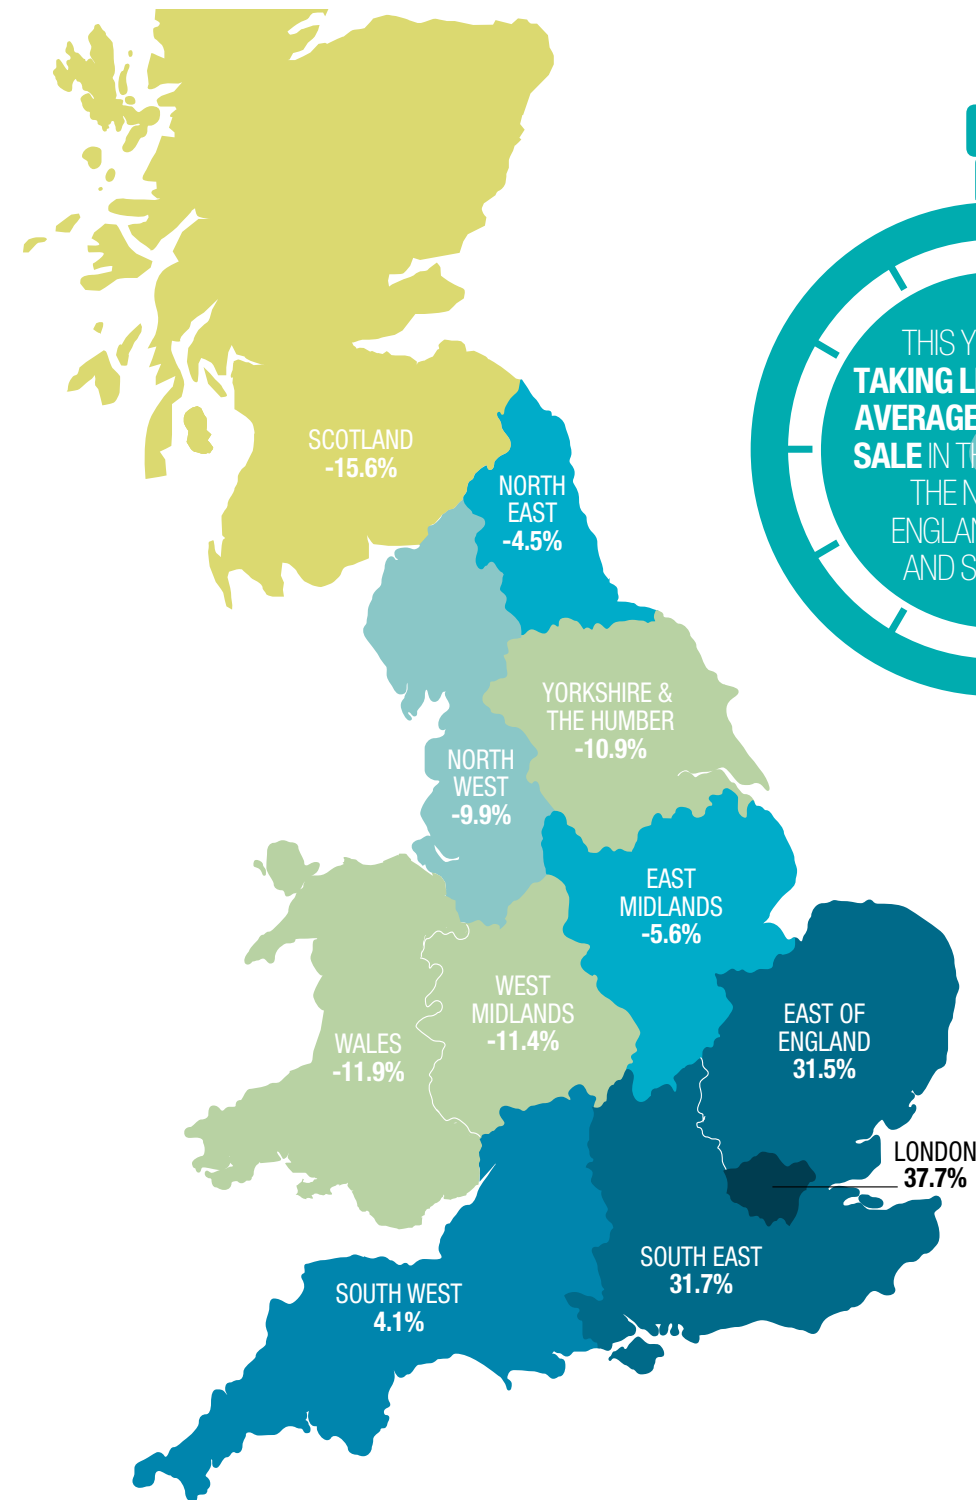 SCOTLAND
-15.6%
NORTH
EAST
-4.5%
THIS Y
TAKING L
AVERAGE
SALE IN TH
THE N
ENGLAN
AND S
YORKSHIRE &
THE HUMBER
-10.9%
NORTH
WEST
-9.9%
EAST
MIDLANDS
-5.6%
WEST
MIDLANDS
-11.4%
EAST OF
ENGLAND
31.5%
WALES
-11.9%
LONDON
37.7%
SOUTH EAST
31.7%
SOUTH WEST
4.1%